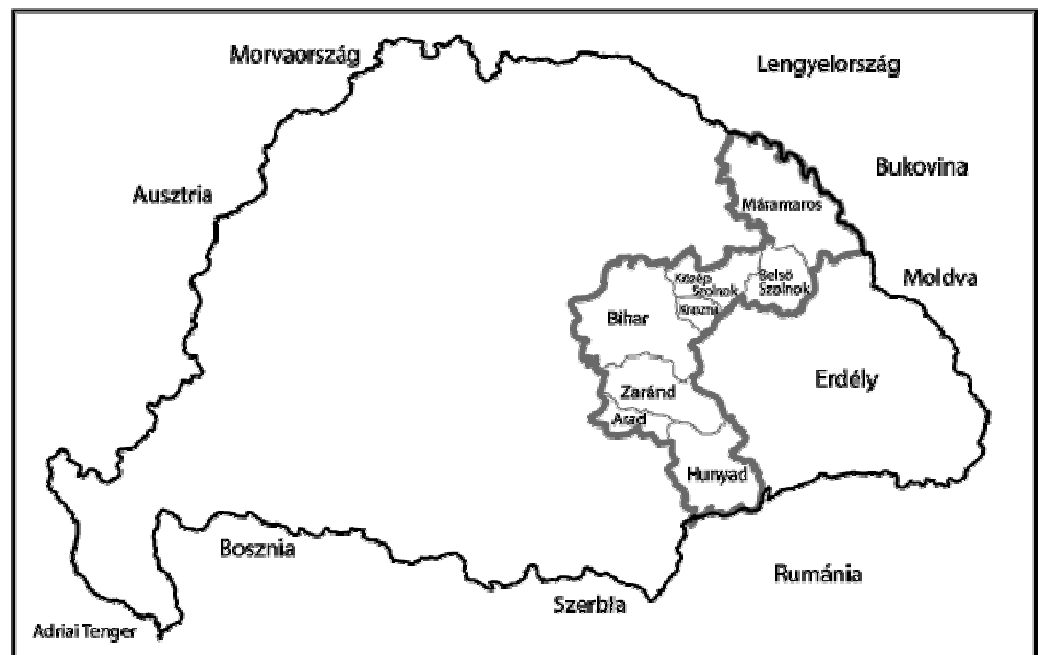 Morvaország
Lengyelország
Bukovina
Ausztria
Máramaros
Moldva
Közép
Szolnok
Belső
Szolnok
Kraszna
Bihar
Erdély
Zaránd
Arad
Hunyad
Bosznia
Rumánia
Szerbia
Adriai Tenger